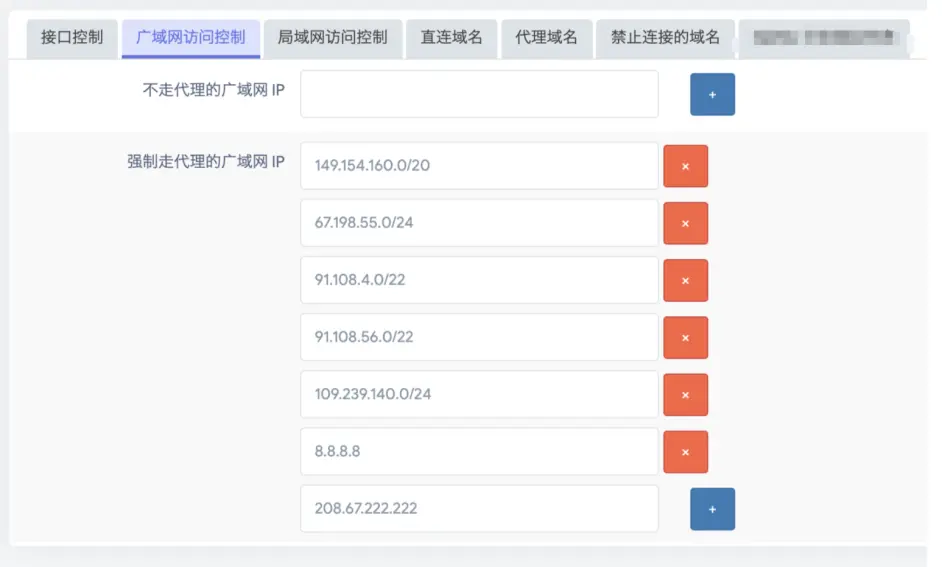 接口控制 广域网访问控制 局域网访问控制 直连域名 代理域名 禁止连接的域名
不走代理的广域网 IP +
强制走代理的广域网 IP 149.154.160.0/20 ×
67.198.55.0/24 ×
91.108.4.0/22 ×
91.108.56.0/22 ×
109.239.140.0/24 ×
8.8.8.8 ×
208.67.222.222 +